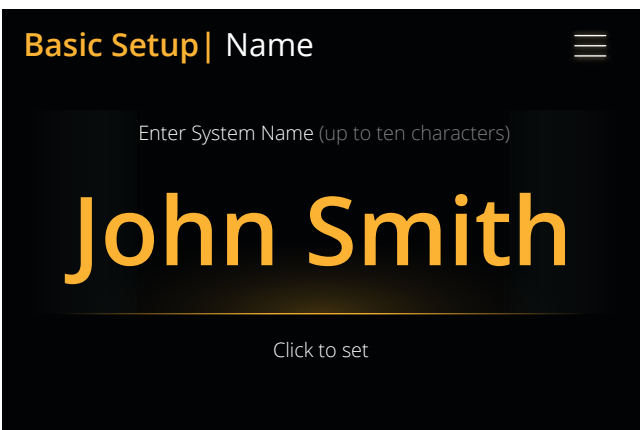 Basic Setup| Name
Enter System Name (up to ten characters)
John Smith
Click to set